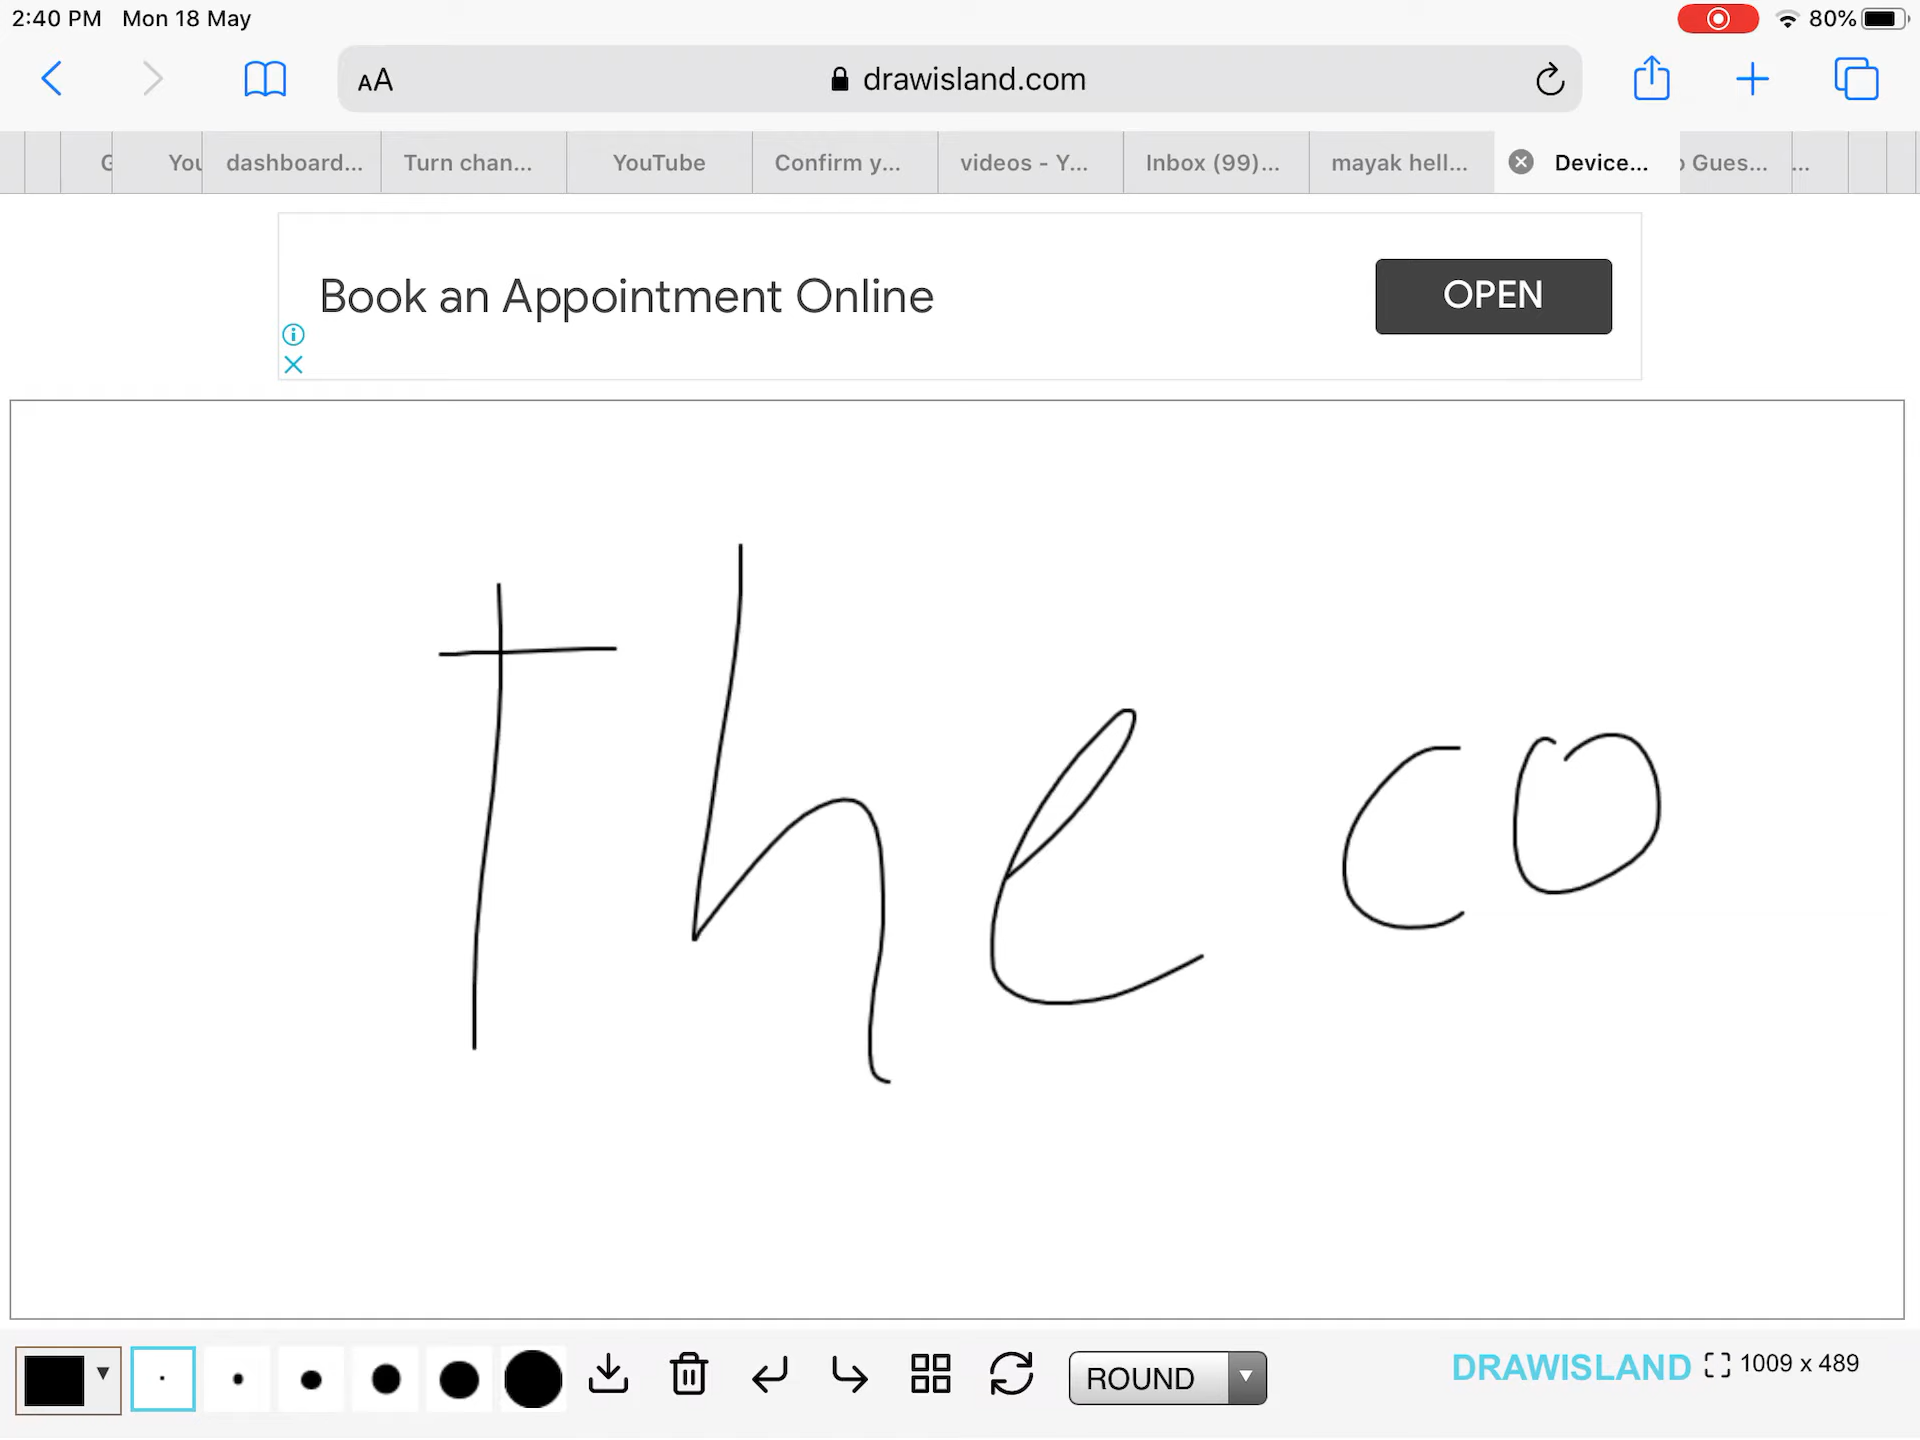 2:40 PM Mon 18 May 80%
AA drawisland.com
You dashboard... Turn chan... YouTube Confirm y... videos - Y... Inbox (99)... mayak hell... Device... Gues... ...
Book an Appointment Online OPEN
the co
ROUND DRAWISLAND 1009 x 489